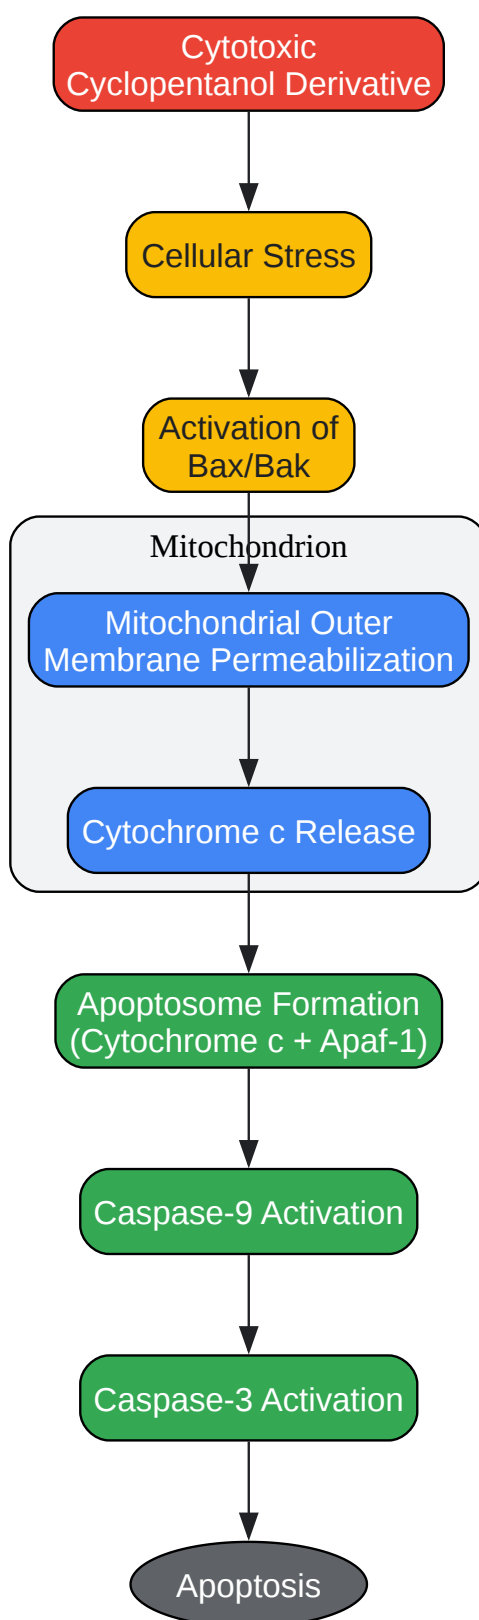 Cytotoxic
Cyclopentanol Derivative
Cellular Stress
Activation of
Bax/Bak
Mitochondrion
Mitochondrial Outer
Membrane Permeabilization
Cytochrome c Release
Apoptosome Formation
(Cytochrome c + Apaf-1)
Caspase-9 Activation
Caspase-3 Activation
Apoptosis